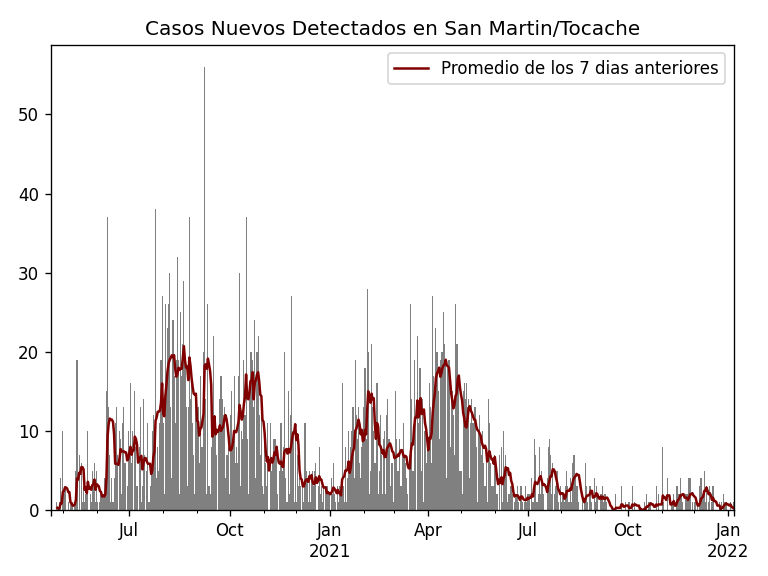 Casos Nuevos Detectados en San Martin/Tocache
Promedio de los 7 dias anteriores
50
40
30
20
10
0
Jul
Oct
Jan
2021
Apr
Jul
Oct
Jan
2022